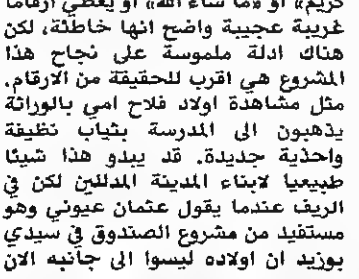 كريم» او «ما شاء الله» او يعطي ارقاما
غريبة عجيبة واضح انها خاطئة، لكن
هناك ادلة ملموسة على نجاح هذا
المشروع هي اقرب للحقيقة من الارقام.
مثل مشاهدة اولاد فلاح امي بالوراثة
يذهبون الى المدرسة بثياب نظيفة
واحذية جديدة. قد يبدو هذا شيئا
طبيعيا لابناء المدينة المدللين لكن في
الريف عندما يقول عثمان عيوني وهو
مستفيد من مشروع الصندوق في سيدي
بوزيد ان اولاده ليسوا الى جانبه الان